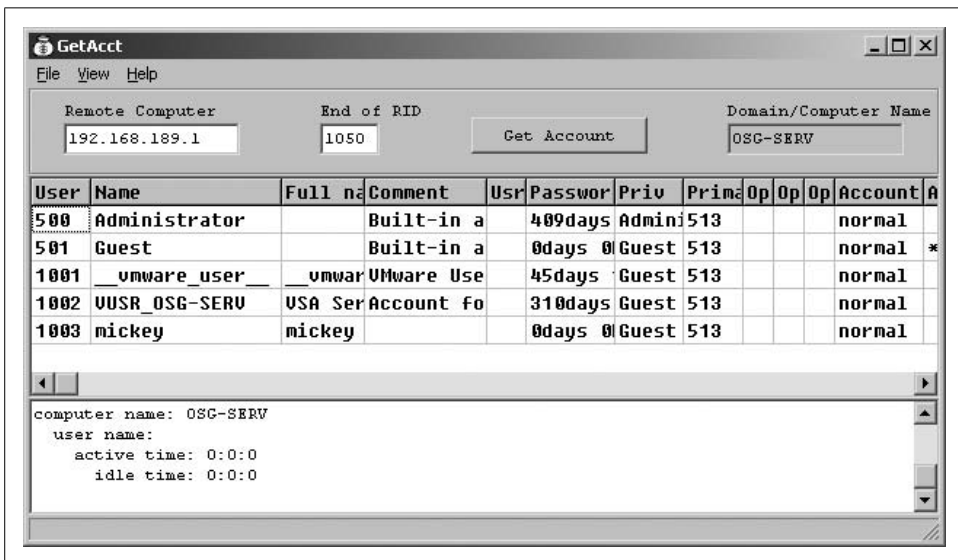 GetAcct
File View Help
Remote Computer End of RID Domain/Computer Name
192.168.189.1 1050 Get Account OSG-SERV
User Name Full na Comment Usr Passwor Priv Prima Op Op Op Account A
500 Administrator Built-in a 409days Admini 513 normal
501 Guest Built-in a 0days 0 Guest 513 normal *
1001 __vmware_user__ __vmwar VMware Use 45days Guest 513 normal
1002 VUSR_OSG-SERV VSA Ser Account fo 310days Guest 513 normal
1003 mickey mickey 0days 0 Guest 513 normal
computer name: OSG-SERV
user name:
active time: 0:0:0
idle time: 0:0:0